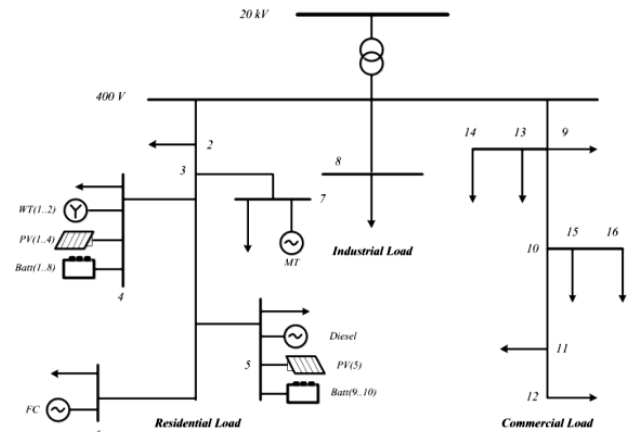 20 kV
400 V
2
3
14
13
9
8
7
WT(1..2)
PV(1..4)
Batt(1..8)
4
MT
Industrial Load
10
15
16
Diesel
5
PV(5)
Batt(9..10)
11
12
FC
Residential Load
Commercial Load